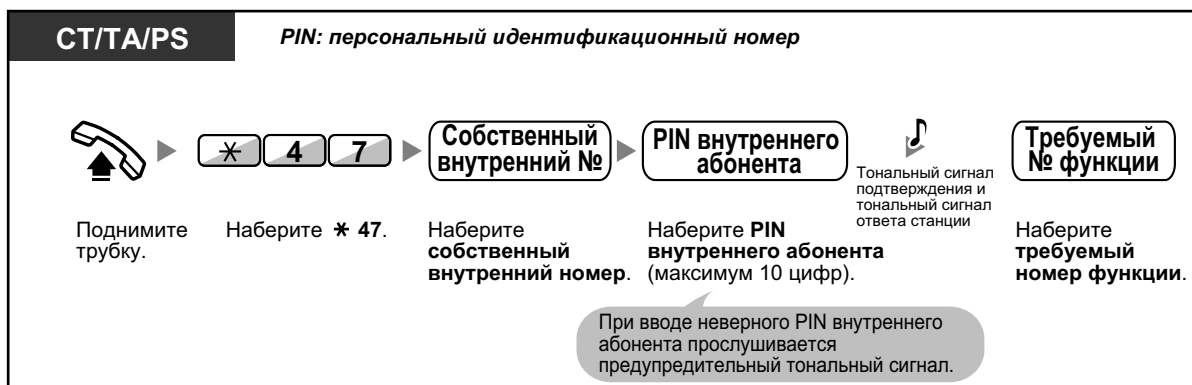 CT/TA/PS
PIN: персональный идентификационный номер
✳ 4 7
Собственный
внутренний №
PIN внутреннего
абонента
Тональный сигнал
подтверждения и
тональный сигнал
ответа станции
Требуемый
№ функции
Поднимите
трубку.
Наберите ✳ 47.
Наберите
собственный
внутренний номер.
Наберите PIN
внутреннего абонента
(максимум 10 цифр).
Наберите
требуемый
номер функции.
При вводе неверного PIN внутреннего
абонента прослушивается
предупредительный тональный сигнал.